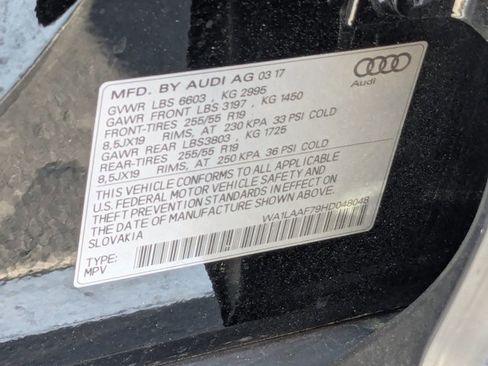 MFD. BY AUDI AG 03 17
GVWR LBS 6603 , KG 2995
GAWR FRONT LBS 3197 , KG 1450
FRONT-TIRES 255/55 R19
8,5JX19 RIMS, AT 230 KPA 33 PSI COLD
GAWR REAR LBS3803 , KG 1725
REAR-TIRES 255/55 R19
8,5JX19 RIMS, AT 250 KPA 36 PSI COLD
THIS VEHICLE CONFORMS TO ALL APPLICABLE
U.S. FEDERAL MOTOR VEHICLE SAFETY AND
THEFT PREVENTION STANDARDS IN EFFECT ON
THE DATE OF MANUFACTURE SHOWN ABOVE
SLOVAKIA
WA1LAAF79HD048048
TYPE:
MPV
Audi